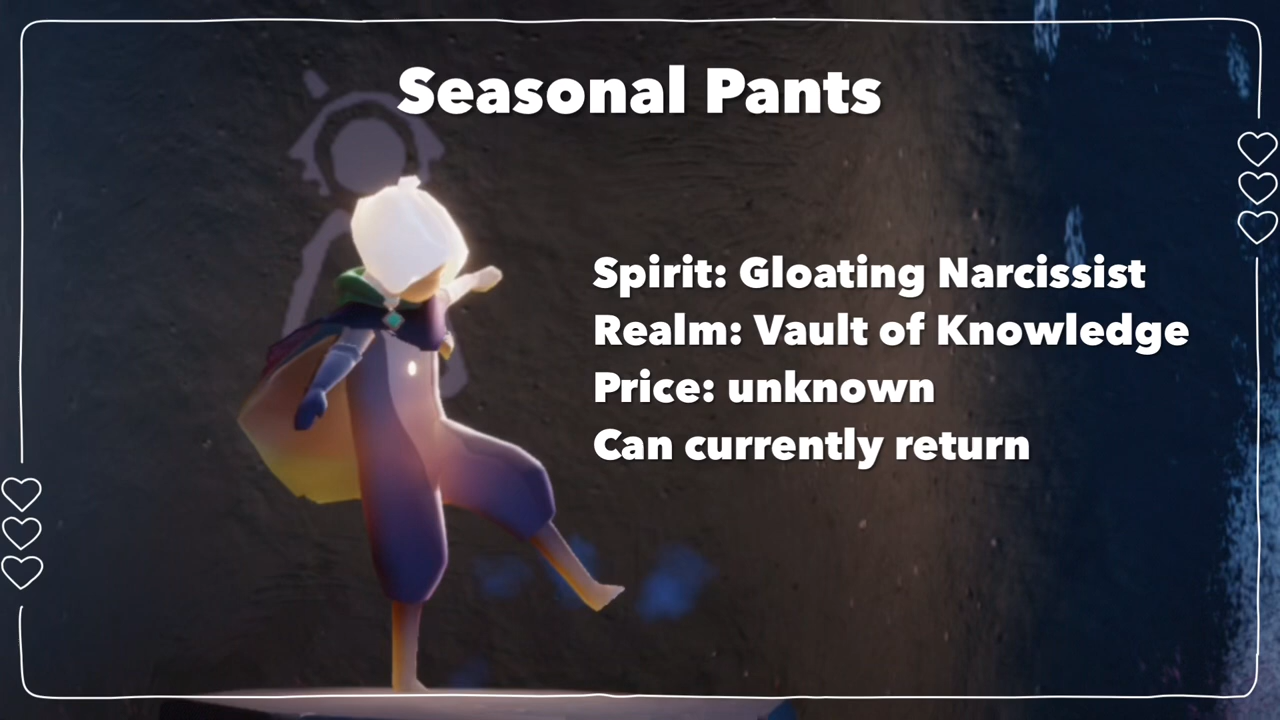 Seasonal Pants
Spirit: Gloating Narcissist
Realm: Vault of Knowledge
Price: unknown
Can currently return